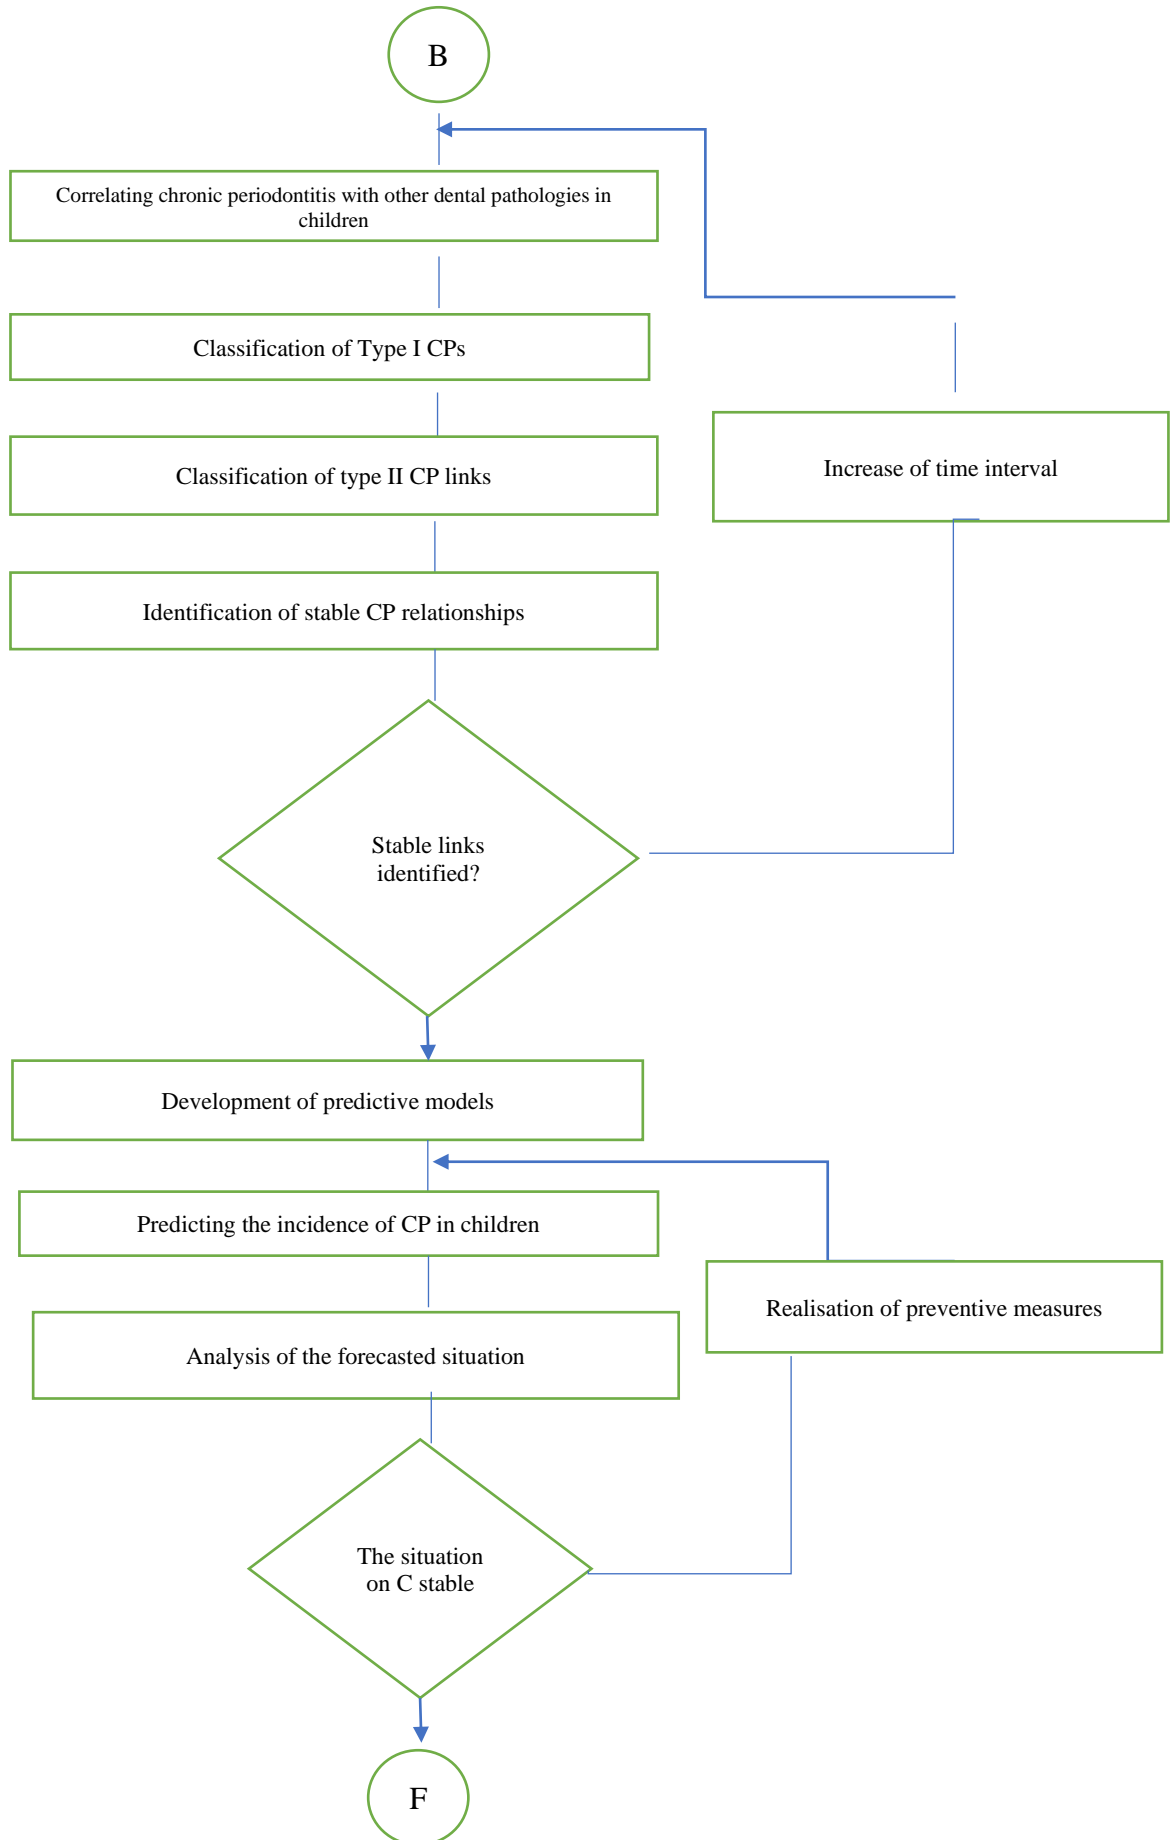 B
Correlating chronic periodontitis with other dental pathologies in
children
Classification of Type I CPs
Increase of time interval
Classification of type II CP links
Identification of stable CP relationships
Stable links
identified?
Development of predictive models
Predicting the incidence of CP in children
Realisation of preventive measures
Analysis of the forecasted situation
The situation
on C stable
F